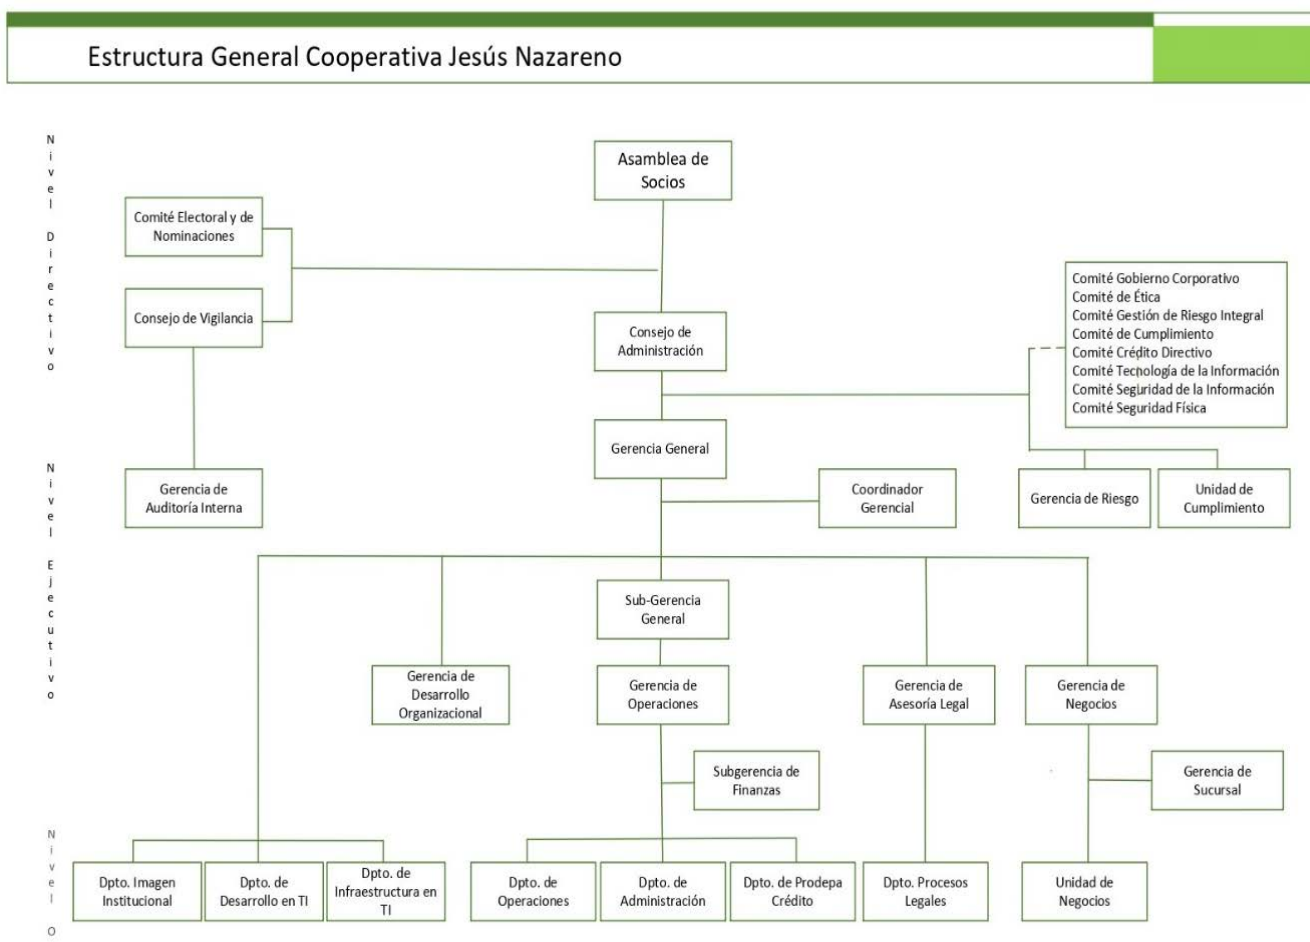 Estructura General Cooperativa Jesús Nazareno
Nivel Directivo
Asamblea de
Socios
Comité Electoral y de
Nominaciones
Consejo de Vigilancia
Consejo de
Administración
Comité Gobierno Corporativo
Comité de Ética
Comité Gestión de Riesgo Integral
Comité de Cumplimiento
Comité Crédito Directivo
Comité Tecnología de la Información
Comité Seguridad de la Información
Comité Seguridad Física
Gerencia General
Nivel Ejecutivo
Gerencia de
Auditoría Interna
Coordinador
Gerencial
Gerencia de Riesgo
Unidad de
Cumplimiento
Sub-Gerencia
General
Gerencia de
Desarrollo
Organizacional
Gerencia de
Operaciones
Gerencia de
Asesoría Legal
Gerencia de
Negocios
Subgerencia de
Finanzas
Gerencia de
Sucursal
Nivel O
Dpto. Imagen
Institucional
Dpto. de
Desarrollo en TI
Dpto. de
Infraestructura en
TI
Dpto. de
Operaciones
Dpto. de
Administración
Dpto. de Prodepa
Crédito
Dpto. Procesos
Legales
Unidad de
Negocios